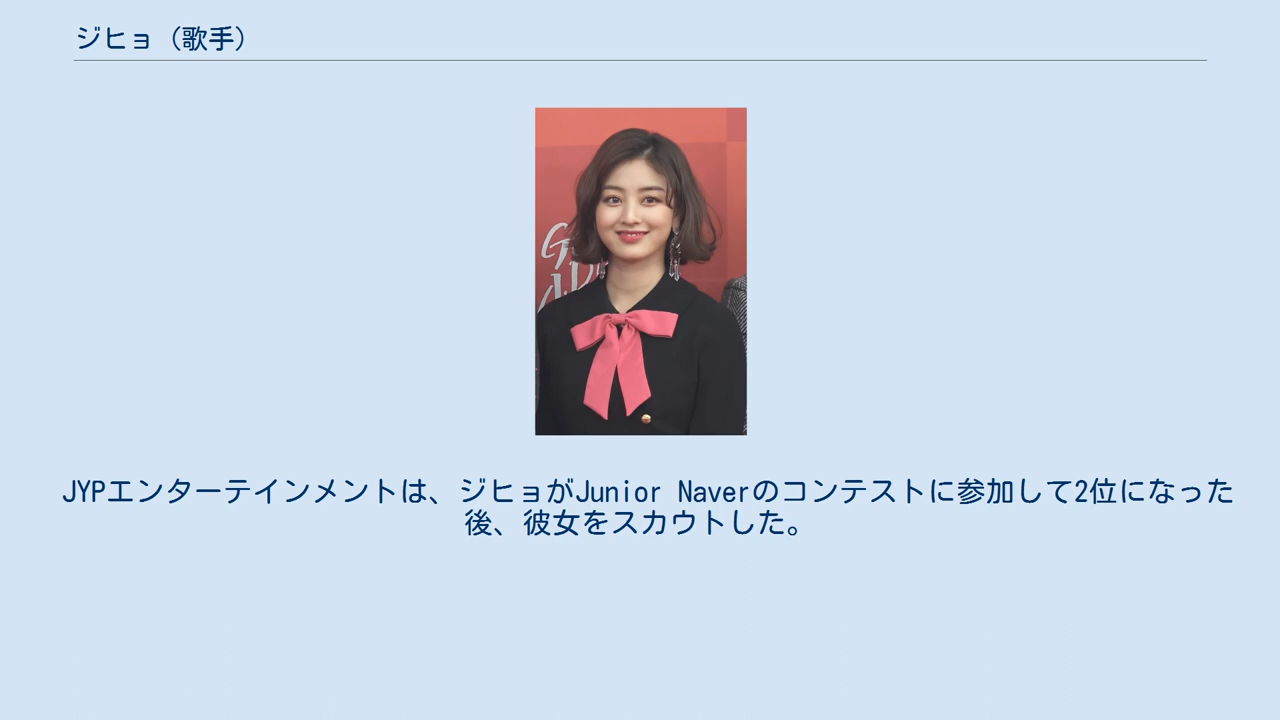 ジヒョ（歌手）
JYPエンターテインメントは、ジヒョがJunior Naverのコンテストに参加して2位になった
後、彼女をスカウトした。